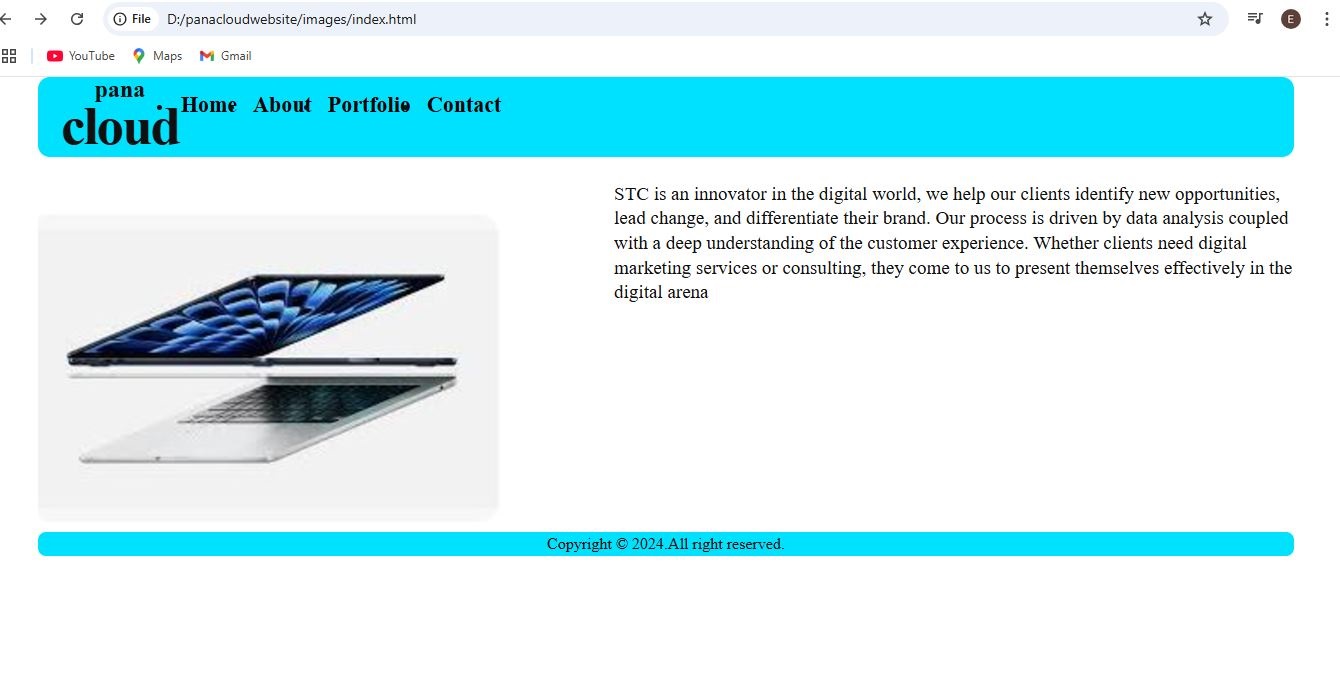 File D:/panacloudwebsite/images/index.html E
YouTube Maps Gmail
pana
cloud
Home About Portfolio Contact
STC is an innovator in the digital world, we help our clients identify new opportunities,
lead change, and differentiate their brand. Our process is driven by data analysis coupled
with a deep understanding of the customer experience. Whether clients need digital
marketing services or consulting, they come to us to present themselves effectively in the
digital arena
Copyright © 2024.All right reserved.